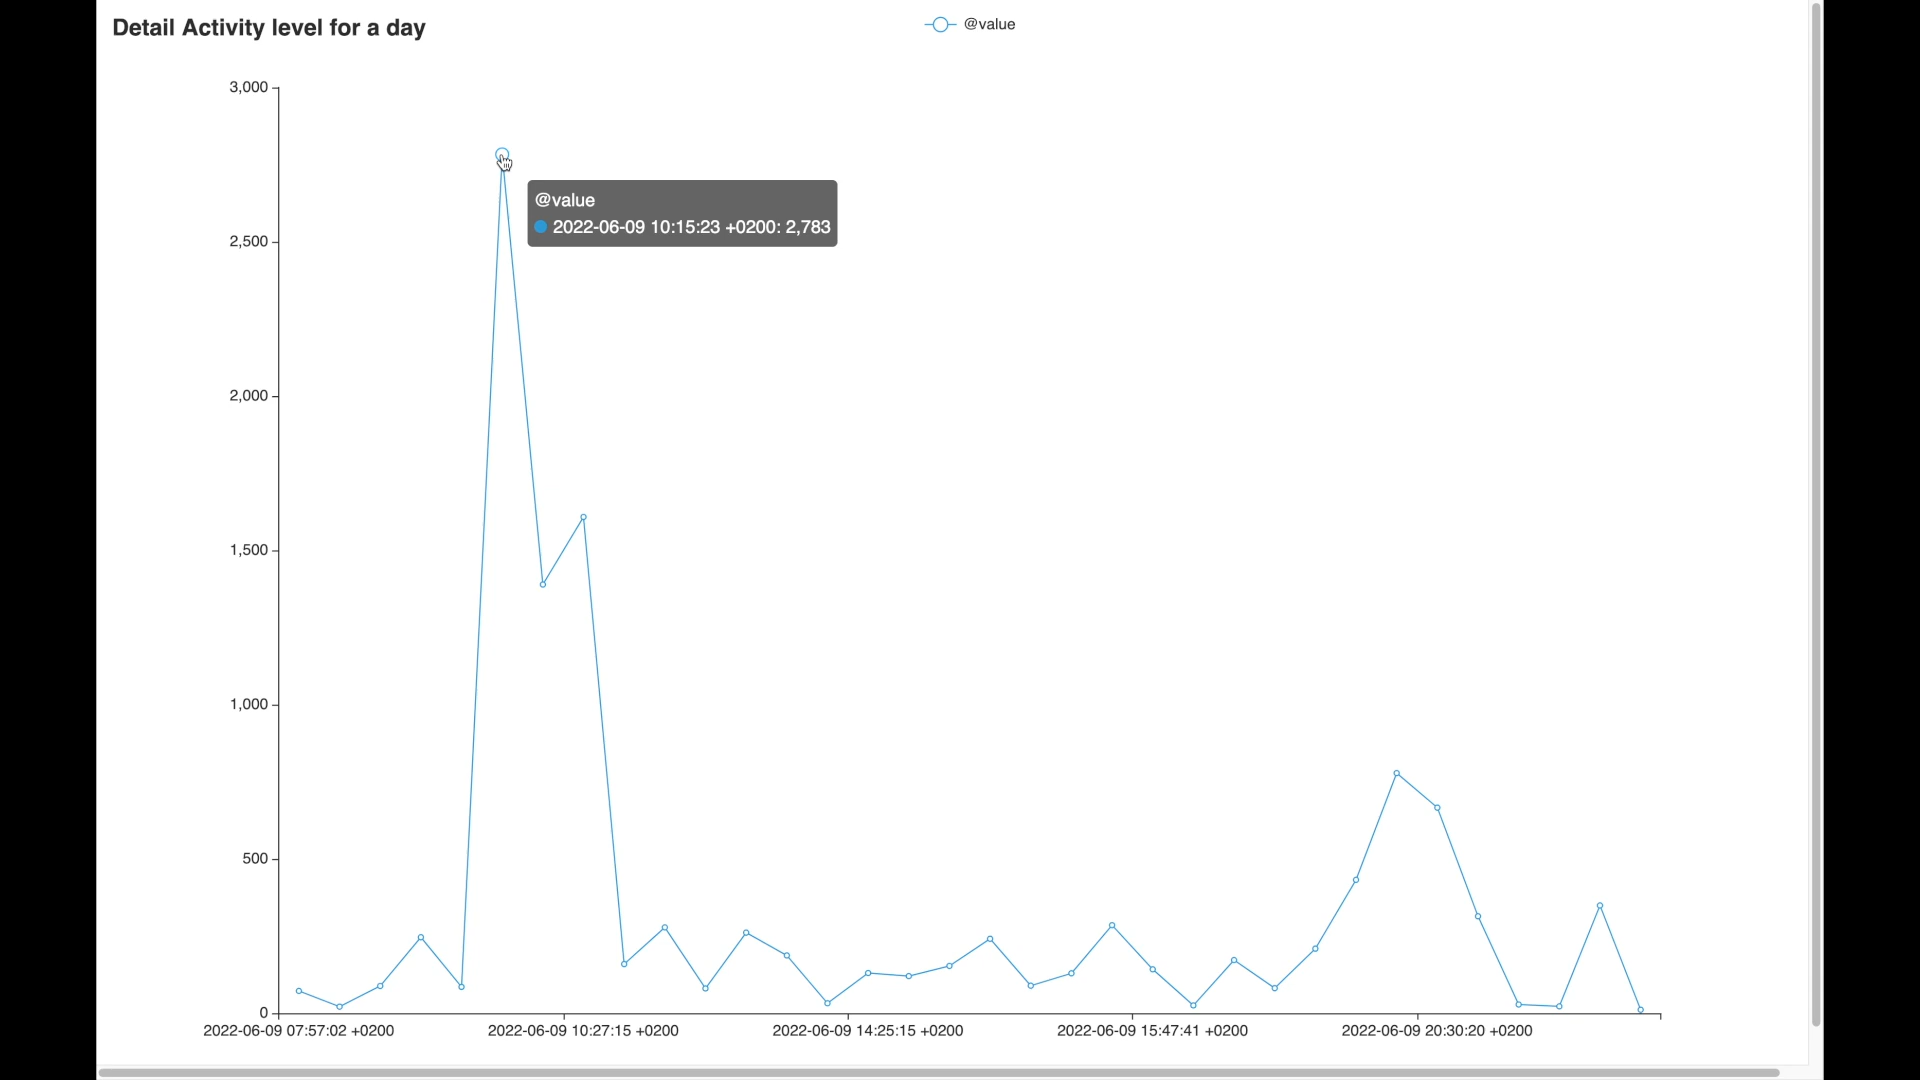 Detail Activity level for a day
@value
3,000
@value
2022-06-09 10:15:23 +0200: 2,783
2,500
2,000
1,500
1,000
500
0
2022-06-09 07:57:02 +0200 2022-06-09 10:27:15 +0200 2022-06-09 14:25:15 +0200 2022-06-09 15:47:41 +0200 2022-06-09 20:30:20 +0200